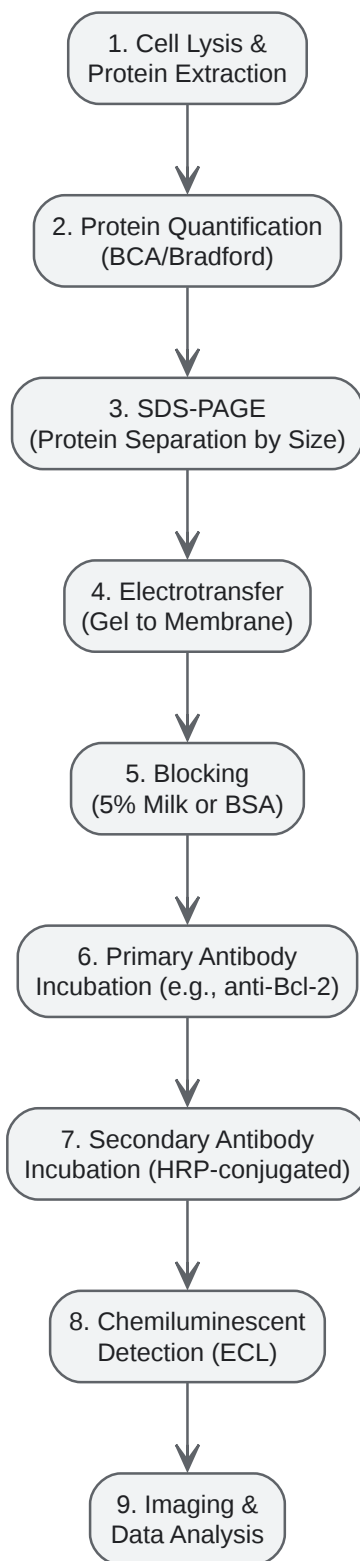 1. Cell Lysis &
Protein Extraction
2. Protein Quantification
(BCA/Bradford)
3. SDS-PAGE
(Protein Separation by Size)
4. Electrotransfer
(Gel to Membrane)
5. Blocking
(5% Milk or BSA)
6. Primary Antibody
Incubation (e.g., anti-Bcl-2)
7. Secondary Antibody
Incubation (HRP-conjugated)
8. Chemiluminescent
Detection (ECL)
9. Imaging &
Data Analysis